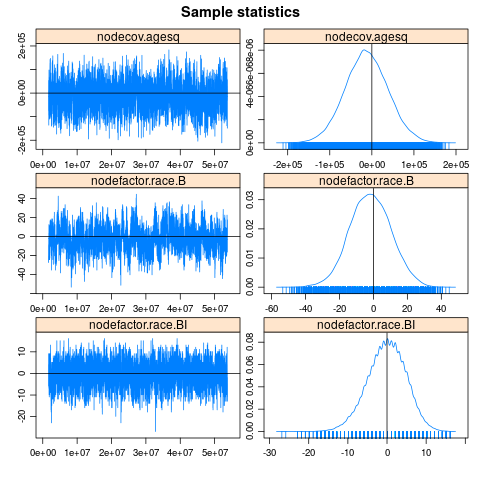 Sample statistics
nodecov.agesq
nodecov.agesq
2e+05
0e+00
-2e+05
0e+00 1e+07 2e+07 3e+07 4e+07 5e+07
0e+00 4e-06 6e-06 8e-06
-2e+05 -1e+05 0e+00 1e+05 2e+05
nodefactor.race.B
nodefactor.race.B
40
20
0
-20
-40
0e+00 1e+07 2e+07 3e+07 4e+07 5e+07
0.00 0.01 0.02 0.03
-60 -40 -20 0 20 40
nodefactor.race.BI
nodefactor.race.BI
10
0
-10
-20
0e+00 1e+07 2e+07 3e+07 4e+07 5e+07
0.00 0.02 0.04 0.06 0.08
-30 -20 -10 0 10